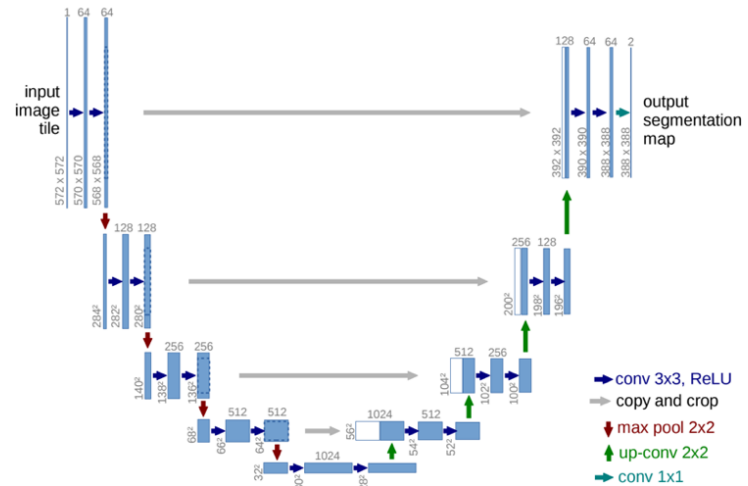 1 64 64
128 64 64 2
input
image
tile
output
segmentation
map
572 x 572
570 x 570
568 x 568
392 x 392
390 x 390
388 x 388
388 x 388
128 128
256 128
284²
282²
280²
200²
198²
196²
256 256
512 256
140²
138²
136²
104²
102²
100²
512 512
1024 512
68²
66²
64²
56²
54²
52²
1024
32²
conv 3x3, ReLU
copy and crop
max pool 2x2
up-conv 2x2
conv 1x1